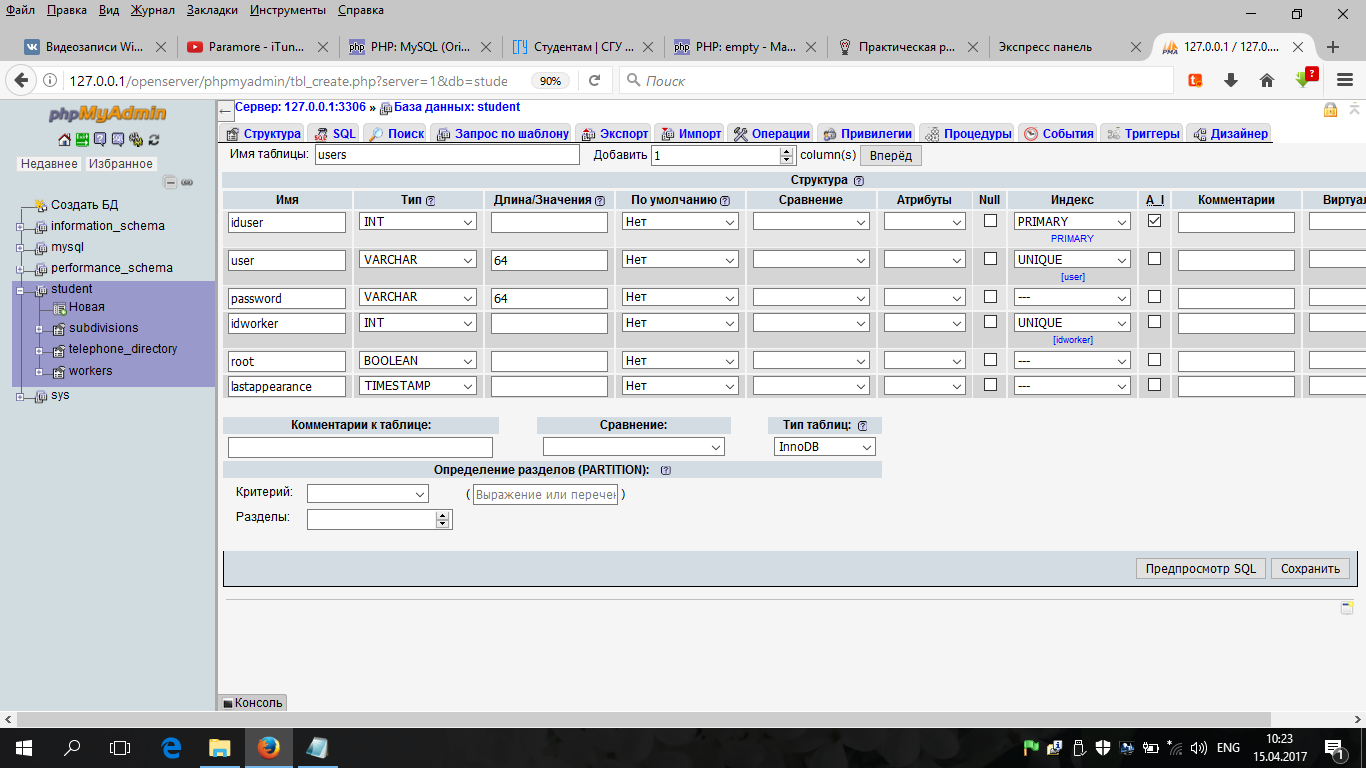 Файл Правка Вид Журнал Закладки Инструменты Справка
Видеозаписи Wi... Paramore - iTun... PHP: MySQL (Ori... Студентам | СГУ ... PHP: empty - Ma... Практическая р... Экспресс панель 127.0.0.1 / 127.0....
127.0.0.1/openserver/phpmyadmin/tbl_create.php?server=1&db=stude 90% Поиск
phpMyAdmin
Недавнее Избранное
Создать БД
information_schema
mysql
performance_schema
student
Новая
subdivisions
telephone_directory
workers
sys
Сервер: 127.0.0.1:3306 » База данных: student
Структура SQL Поиск Запрос по шаблону Экспорт Импорт Операции Привилегии Процедуры События Триггеры Дизайнер
Имя таблицы: users Добавить 1 column(s) Вперёд
Структура
Имя Тип Длина/Значения По умолчанию Сравнение Атрибуты Null Индекс A_I Комментарии Виртуал
iduser INT Нет PRIMARY
PRIMARY
user VARCHAR 64 Нет UNIQUE
[user]
password VARCHAR 64 Нет ---
idworker INT Нет UNIQUE
[idworker]
root BOOLEAN Нет ---
lastappearance TIMESTAMP Нет ---
Комментарии к таблице: Сравнение: Тип таблиц:
InnoDB
Определение разделов (PARTITION):
Критерий: ( Выражение или перечен )
Разделы:
Предпросмотр SQL Сохранить
Консоль
ENG 10:23
15.04.2017
1